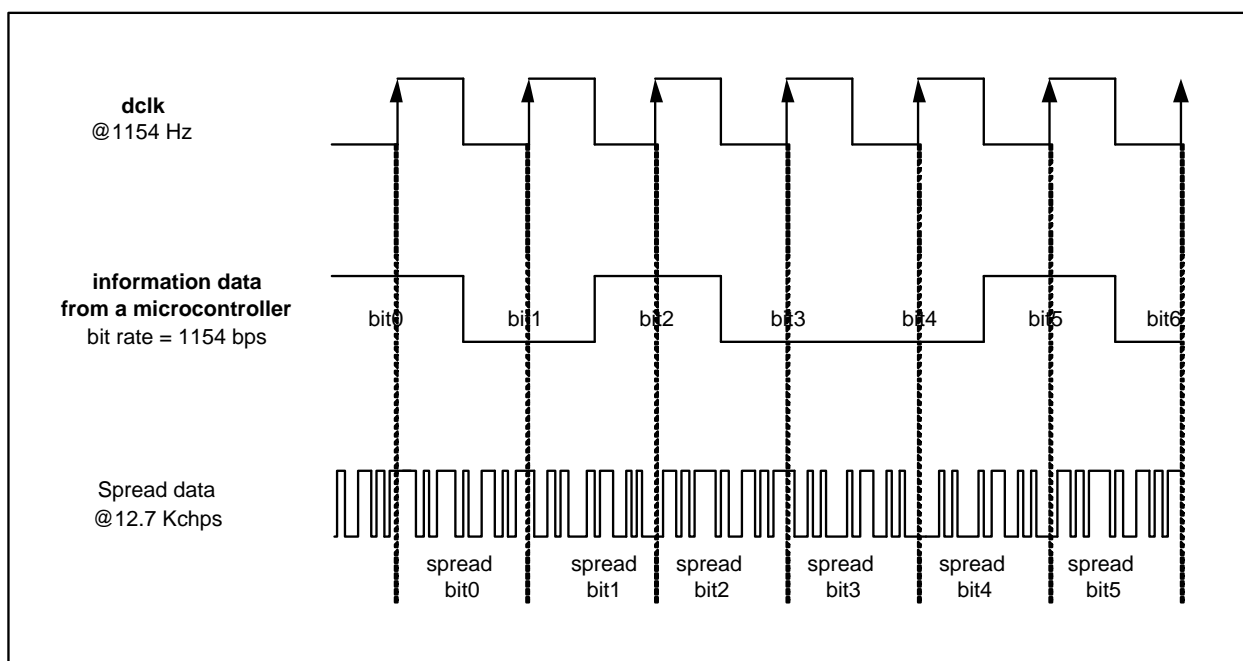 dclk
@1154 Hz
information data
from a microcontroller
bit rate = 1154 bps
bit0 bit1 bit2 bit3 bit4 bit5 bit6
Spread data
@12.7 Kchps
spread spread spread spread spread spread
bit0 bit1 bit2 bit3 bit4 bit5